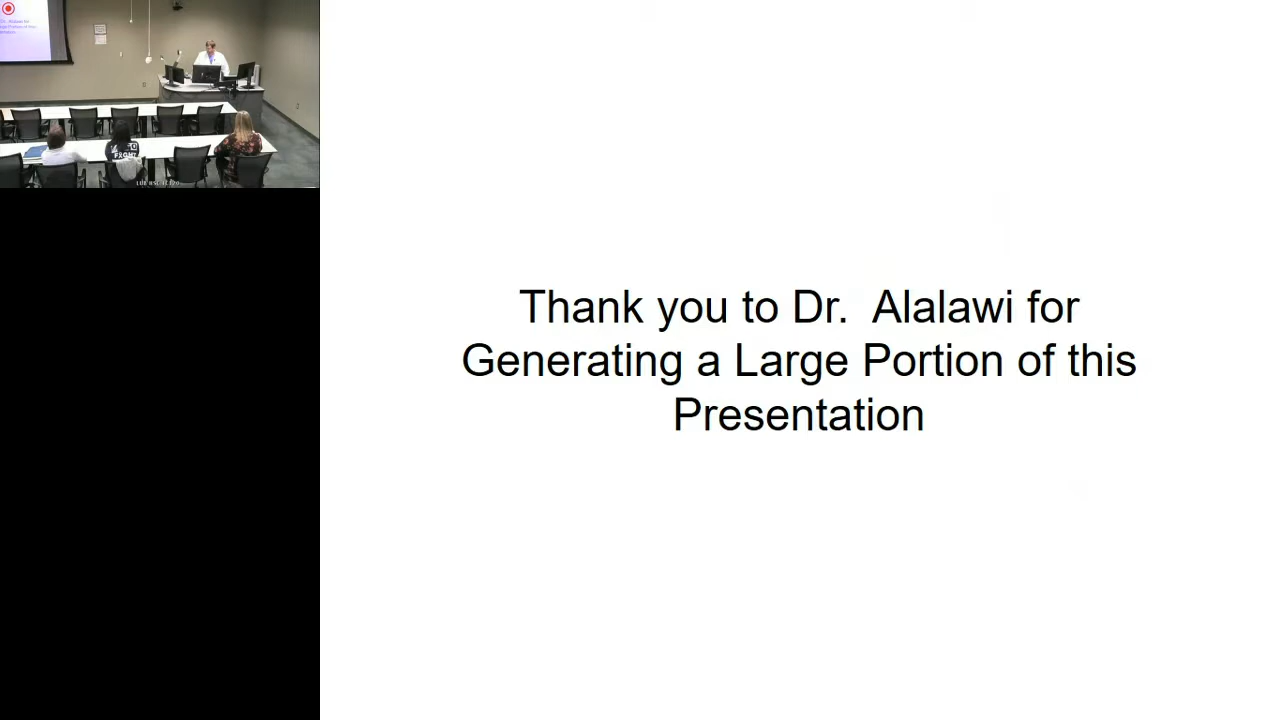 Thank you to Dr.  Alalawi for
Generating a Large Portion of this
Presentation